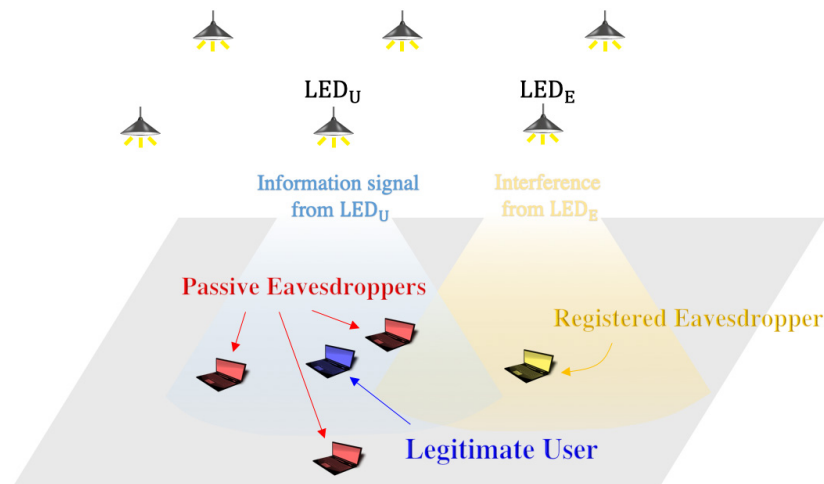 LED_U
LED_E
Information signal
from LED_U
Interference
from LED_E
Passive Eavesdroppers
Registered Eavesdropper
Legitimate User